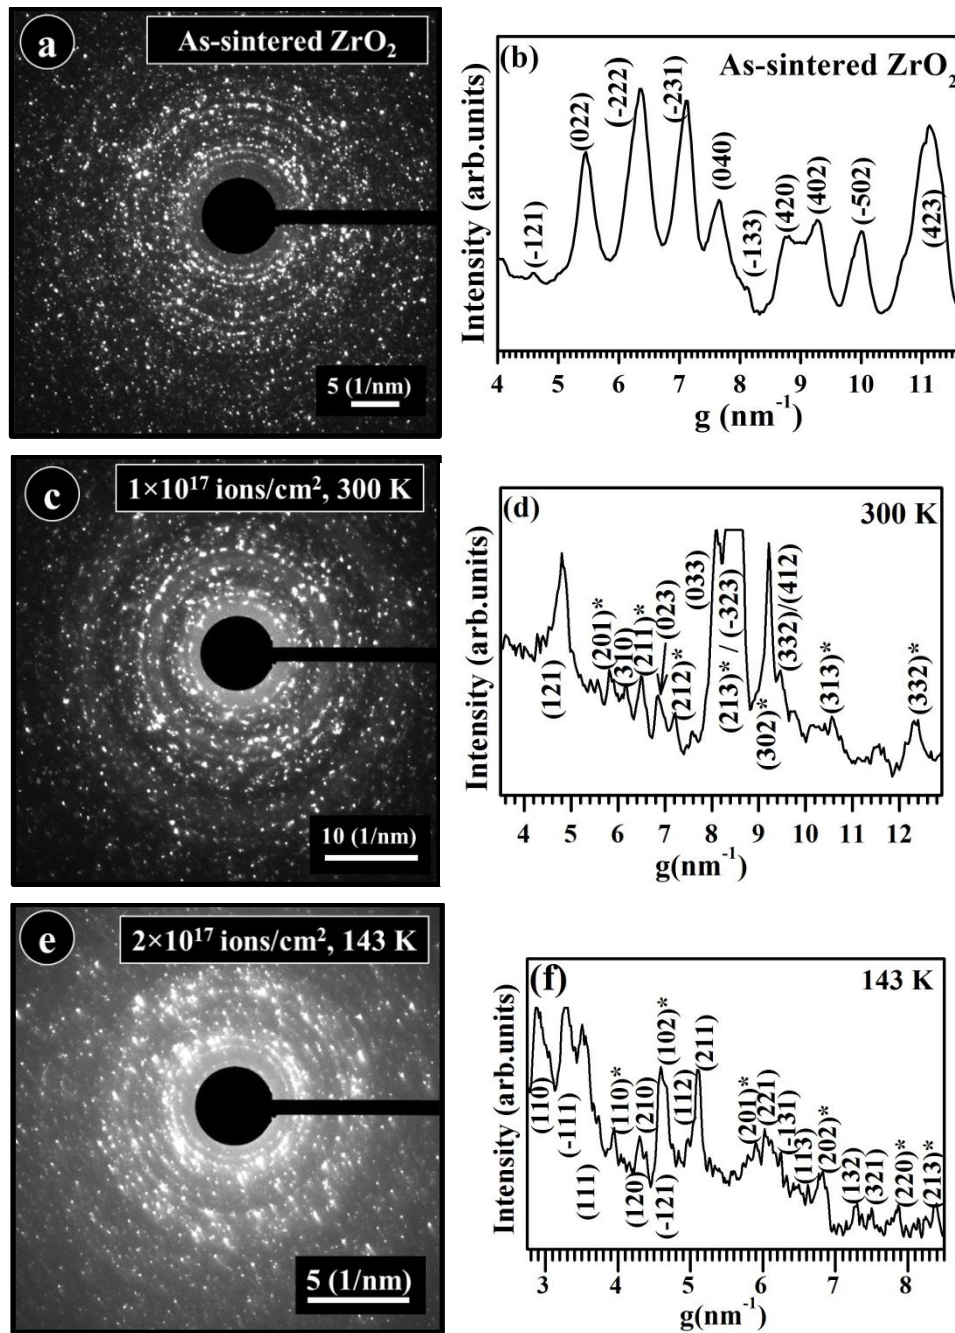 a
As-sintered ZrO₂
5 (1/nm)
(b)
As-sintered ZrO₂
Intensity (arb.units)
(-121)
(022)
(-222)
(-231)
(040)
(-133)
(420)
(402)
(-502)
(423)
4 5 6 7 8 9 10 11
g (nm⁻¹)
c
1×10¹⁷ ions/cm², 300 K
10 (1/nm)
(d)
300 K
Intensity (arb.units)
(121)
(201)*
(310)
(211)*
(023)
(212)*
(033)
(213)* / (-323)
(302)*
(332)/(412)
(313)*
(332)*
4 5 6 7 8 9 10 11 12
g(nm⁻¹)
e
2×10¹⁷ ions/cm², 143 K
5 (1/nm)
(f)
143 K
Intensity (arb.units)
(110)
(-111)
(111)
(110)*
(120)
(210)
(-121)
(102)*
(112)
(211)
(201)*
(221)
(-131)
(113)
(202)*
(132)
(321)
(220)*
(213)*
3 4 5 6 7 8
g(nm⁻¹)